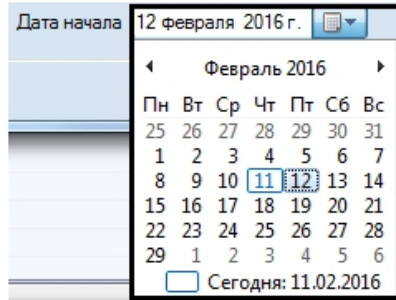 Дата начала 12 февраля 2016 г.
Февраль 2016
Пн Вт Ср Чт Пт Сб Вс
25 26 27 28 29 30 31
1 2 3 4 5 6 7
8 9 10 11 12 13 14
15 16 17 18 19 20 21
22 23 24 25 26 27 28
29 1 2 3 4 5 6
Сегодня: 11.02.2016